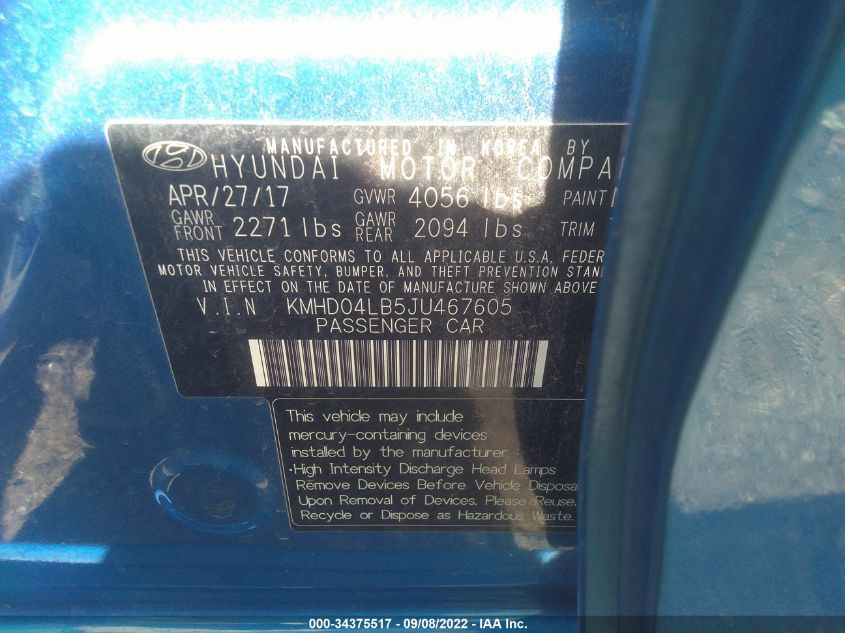 MANUFACTURED IN KOREA BY
HYUNDAI MOTOR COMPA
APR/27/17 GVWR 4056 lbs PAINT
GAWR FRONT 2271 lbs GAWR REAR 2094 lbs TRIM
THIS VEHICLE CONFORMS TO ALL APPLICABLE U.S.A. FEDER
MOTOR VEHICLE SAFETY, BUMPER, AND THEFT PREVENTION STAN
IN EFFECT ON THE DATE OF MANUFACTURE SHOWN ABOVE
V.I.N KMHD04LB5JU467605
PASSENGER CAR
This vehicle may include
mercury-containing devices
installed by the manufacturer :
·High Intensity Discharge Head Lamps
Remove Devices Before Vehicle Disposa
Upon Removal of Devices, Please Reuse,
Recycle or Dispose as Hazardous Waste.
000-34375517 - 09/08/2022 - IAA Inc.